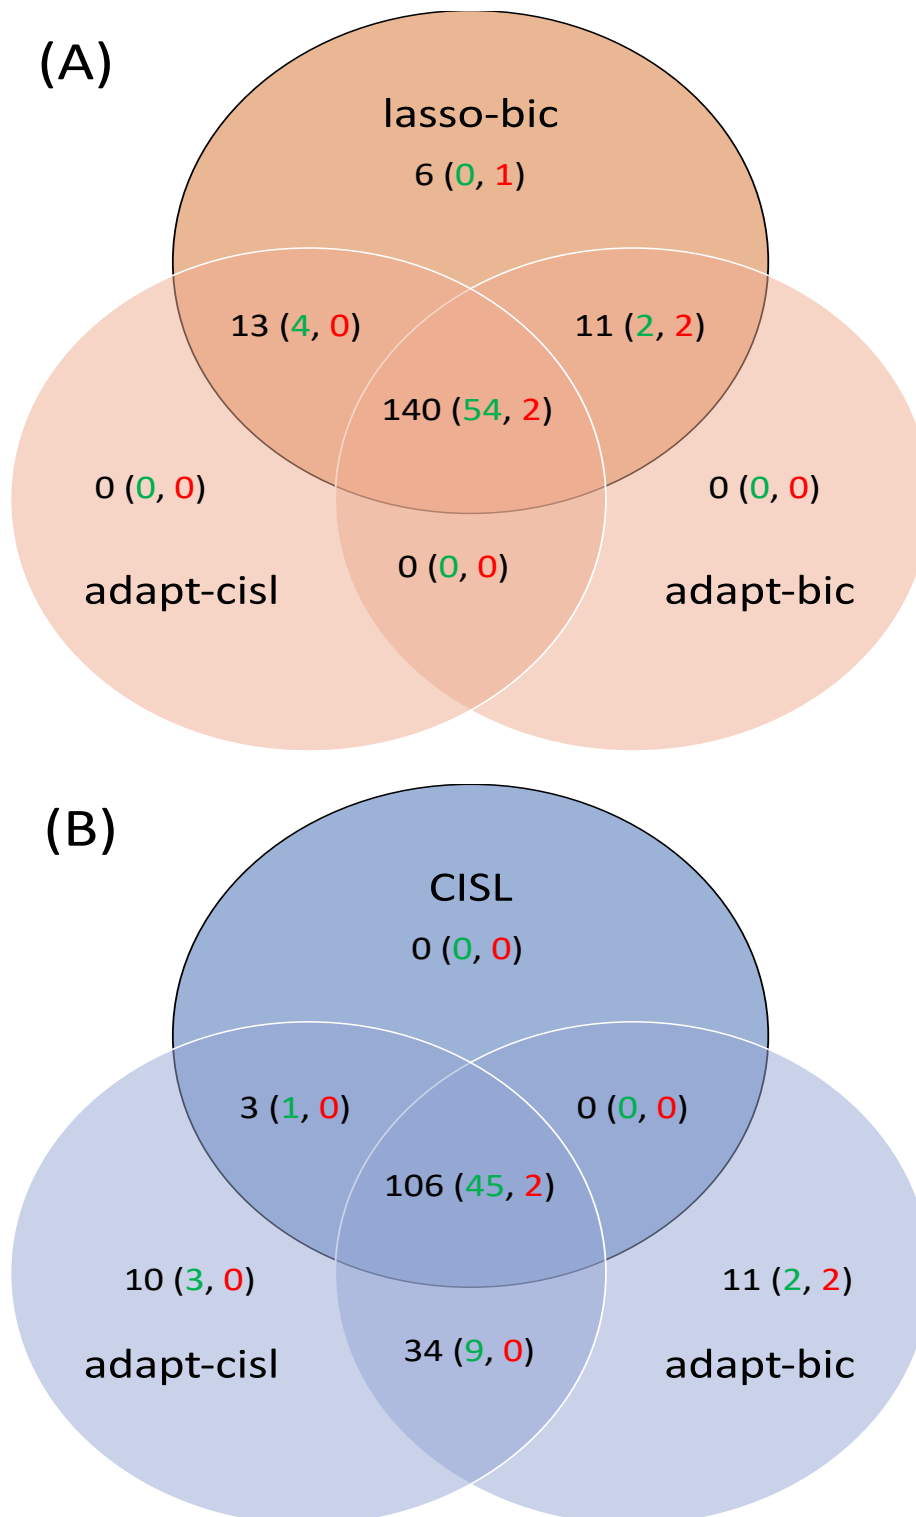 (A)
lasso-bic
6 (0, 1)
13 (4, 0)
11 (2, 2)
140 (54, 2)
0 (0, 0)
0 (0, 0)
0 (0, 0)
adapt-cisl
adapt-bic
(B)
CISL
0 (0, 0)
3 (1, 0)
0 (0, 0)
106 (45, 2)
10 (3, 0)
11 (2, 2)
34 (9, 0)
adapt-cisl
adapt-bic